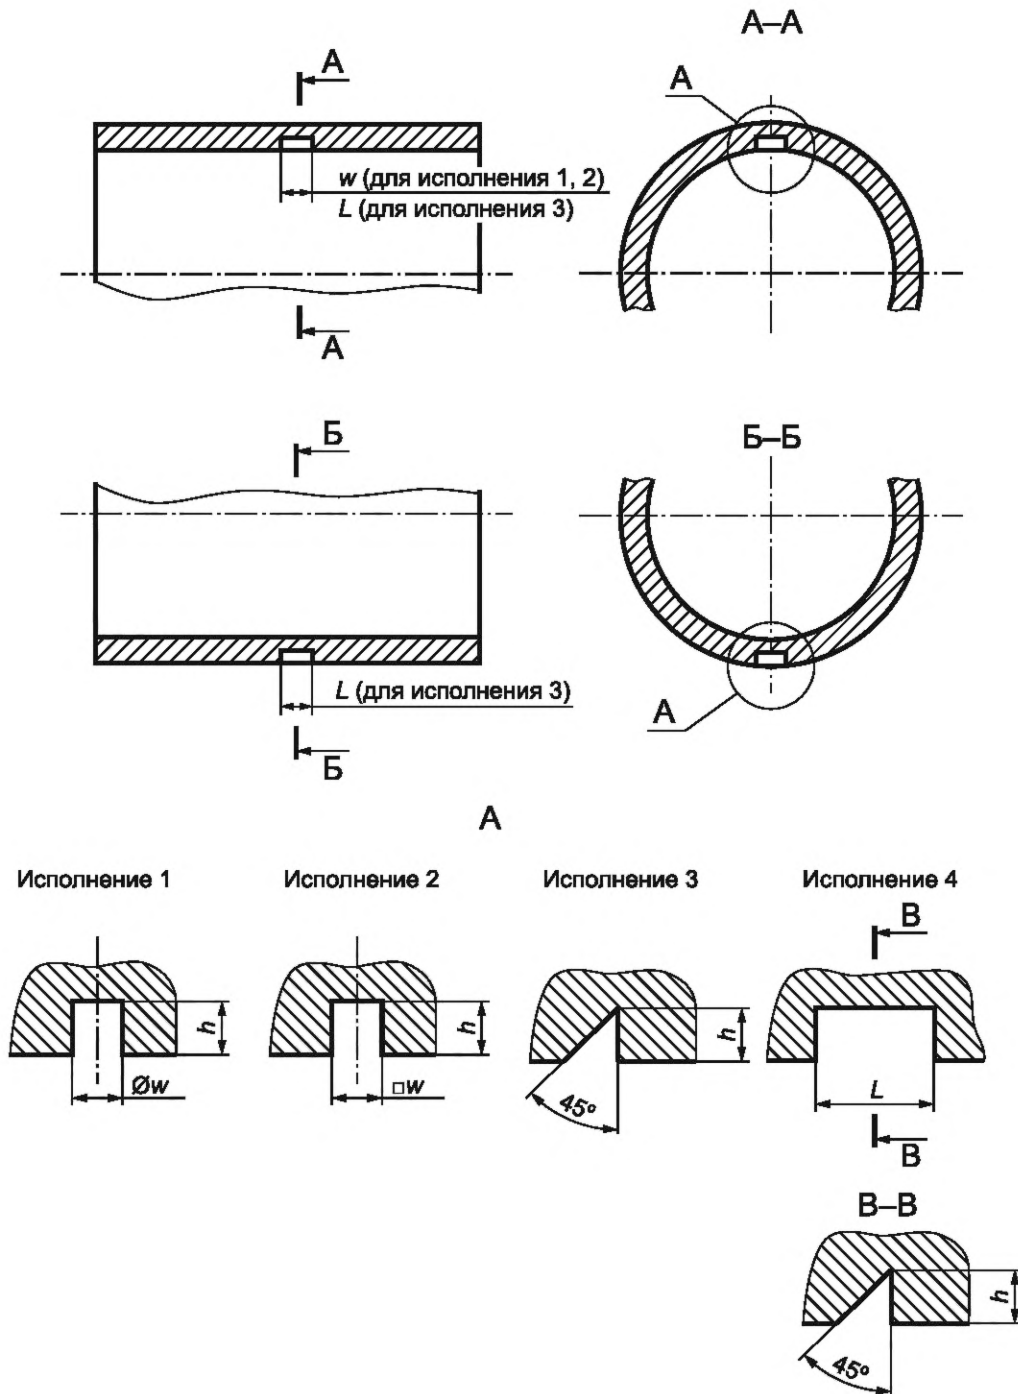 А–А
А
А
w (для исполнения 1, 2)
L (для исполнения 3)
А
Б
Б–Б
L (для исполнения 3)
А
Б
А
Исполнение 1
Исполнение 2
Исполнение 3
Исполнение 4
В
h
h
h
h
Øw
□w
45°
L
В
В–В
h
45°